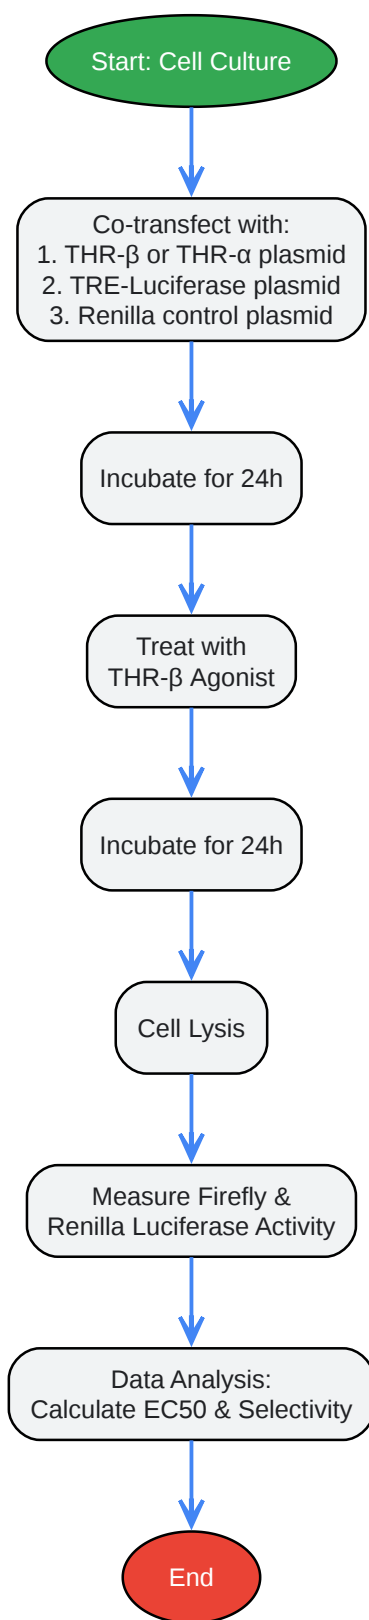 Start: Cell Culture
Co-transfect with:
1. THR-β or THR-α plasmid
2. TRE-Luciferase plasmid
3. Renilla control plasmid
Incubate for 24h
Treat with
THR-β Agonist
Incubate for 24h
Cell Lysis
Measure Firefly &
Renilla Luciferase Activity
Data Analysis:
Calculate EC50 & Selectivity
End